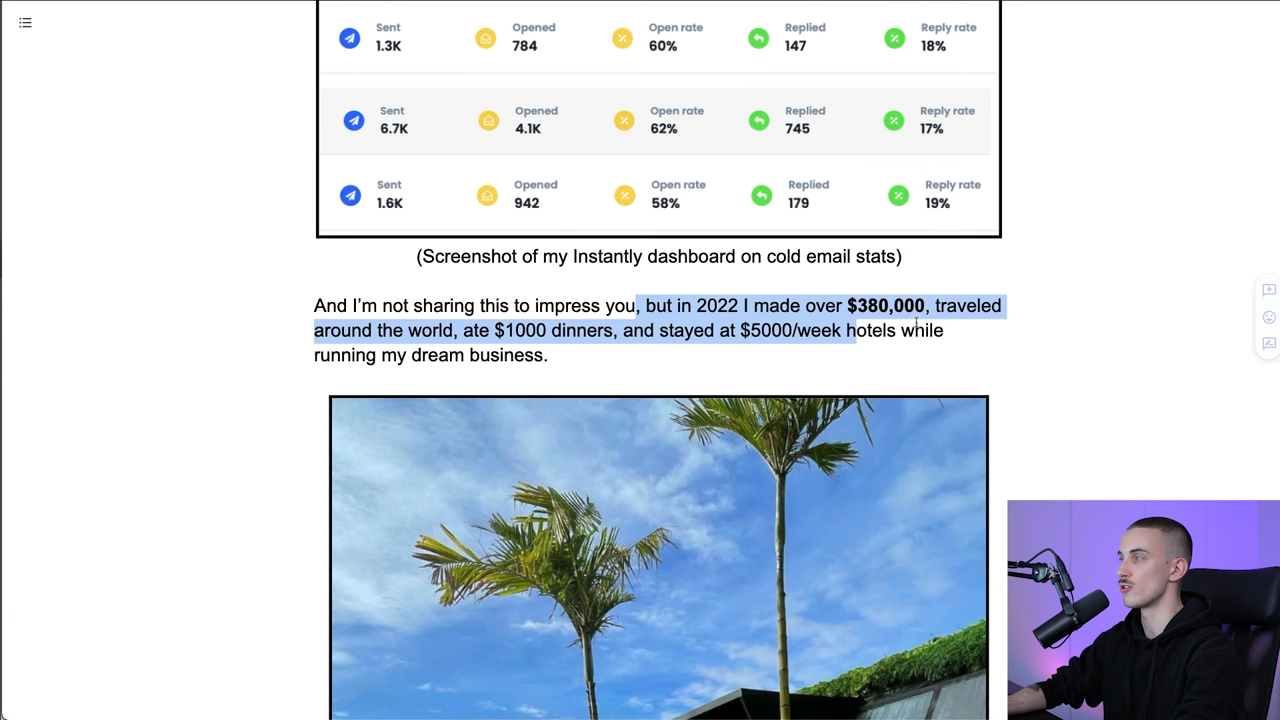 Sent Opened Open rate Replied Reply rate
1.3K 784 60% 147 18%
Sent Opened Open rate Replied Reply rate
6.7K 4.1K 62% 745 17%
Sent Opened Open rate Replied Reply rate
1.6K 942 58% 179 19%
(Screenshot of my Instantly dashboard on cold email stats)
And I’m not sharing this to impress you, but in 2022 I made over $380,000, traveled
around the world, ate $1000 dinners, and stayed at $5000/week hotels while
running my dream business.